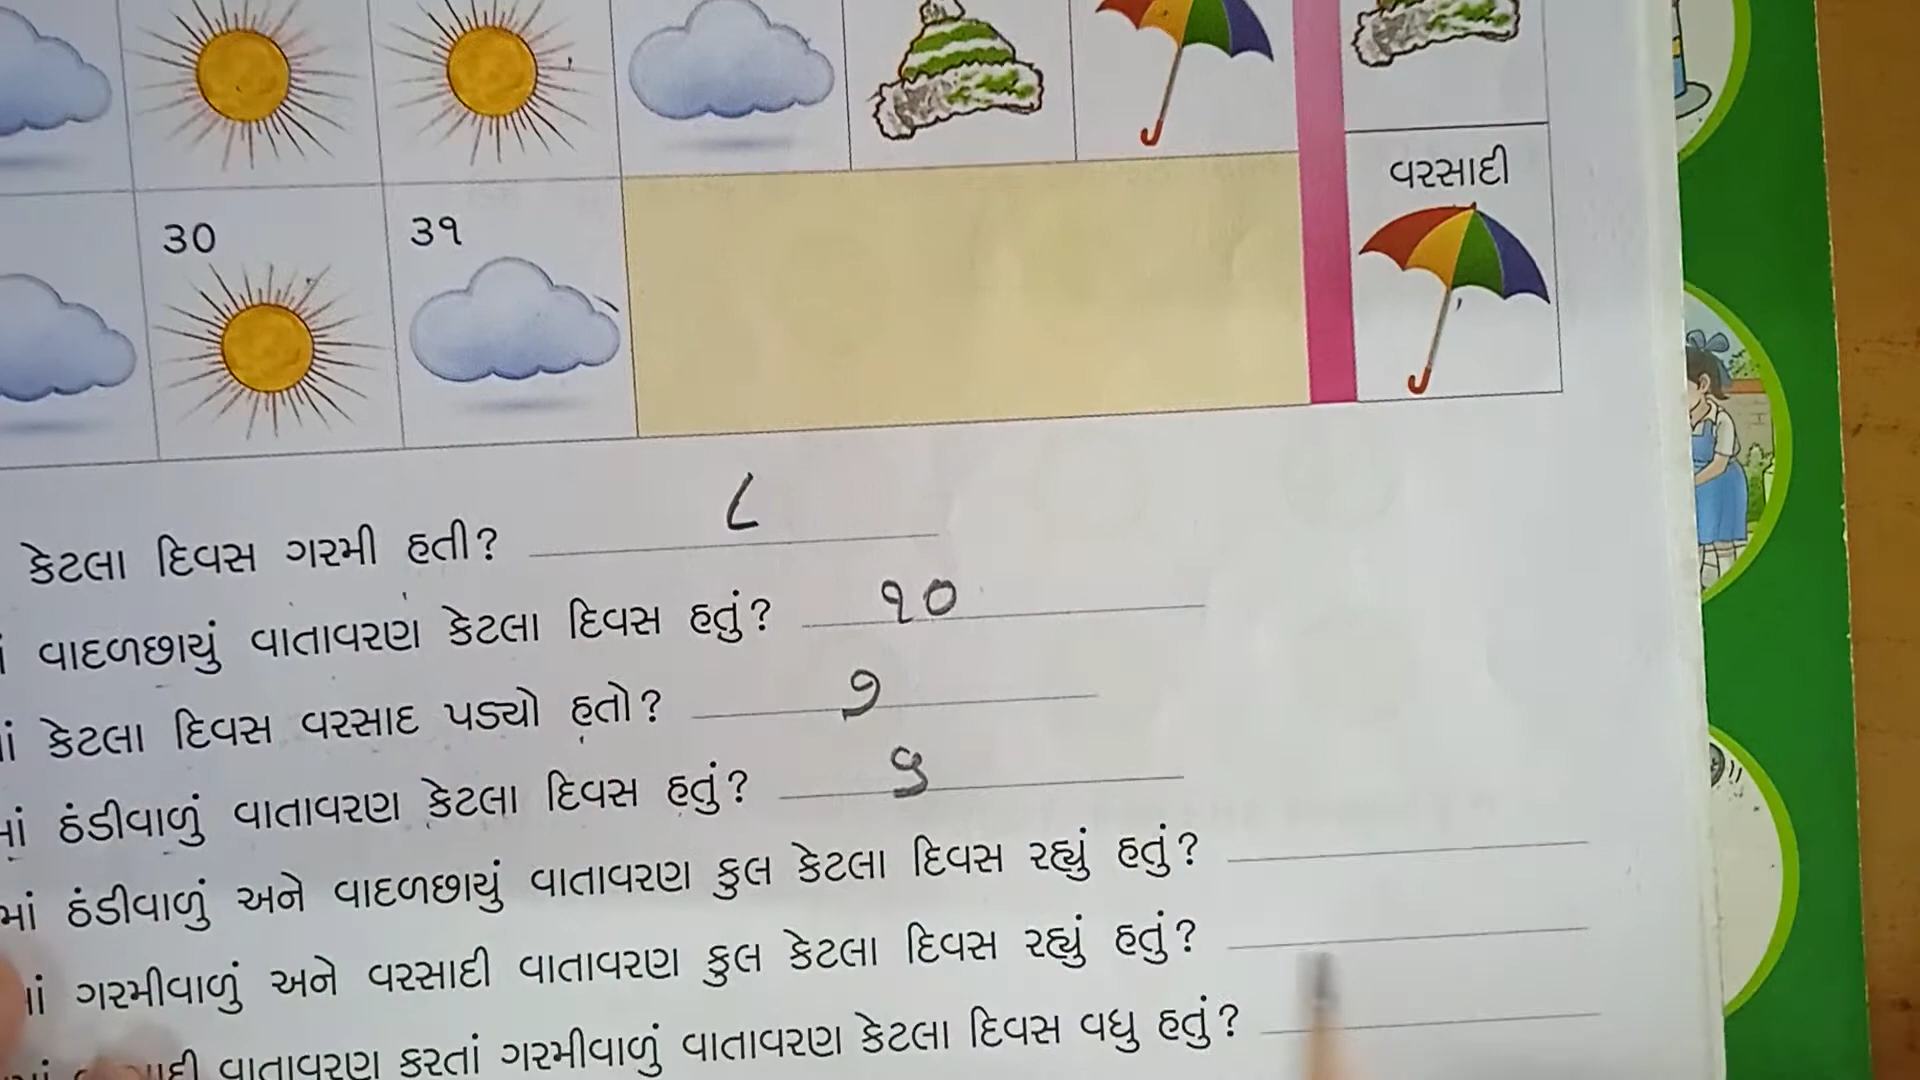 વરસાદી
૩૦ ૩૧
કેટલા દિવસ ગરમી હતી? ૮
વાદળછાયું વાતાવરણ કેટલા દિવસ હતું? ૧૦
કેટલા દિવસ વરસાદ પડ્યો હતો? ૭
ઠંડીવાળું વાતાવરણ કેટલા દિવસ હતું? ૬
ઠંડીવાળું અને વાદળછાયું વાતાવરણ કુલ કેટલા દિવસ રહ્યું હતું?
ગરમીવાળું અને વરસાદી વાતાવરણ કુલ કેટલા દિવસ રહ્યું હતું?
વાતાવરણ કરતાં ગરમીવાળું વાતાવરણ કેટલા દિવસ વધુ હતું?